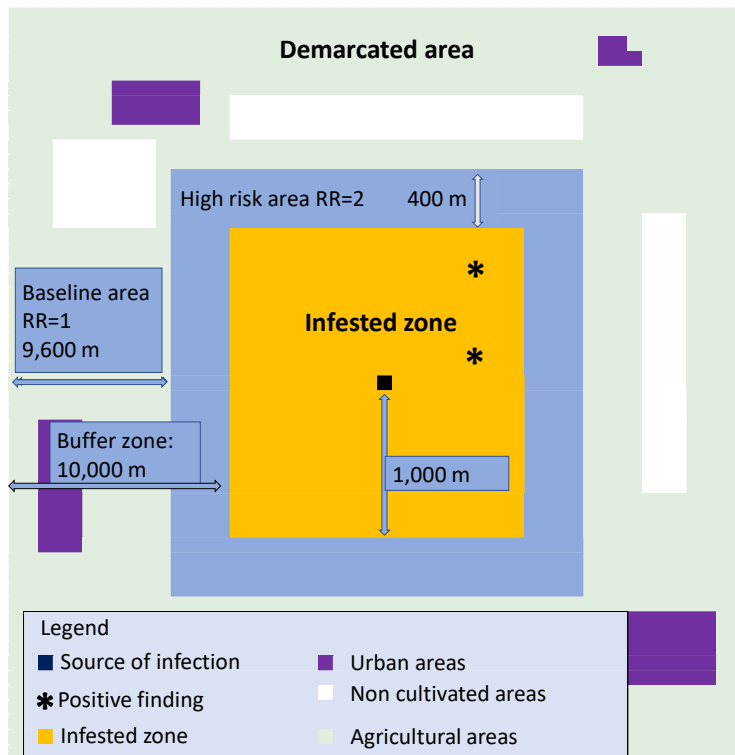 Demarcated area
High risk area RR=2
400 m
Baseline area
RR=1
9,600 m
Infested zone
Buffer zone:
10,000 m
1,000 m
Legend
Source of infection
Positive finding
Infested zone
Urban areas
Non cultivated areas
Agricultural areas